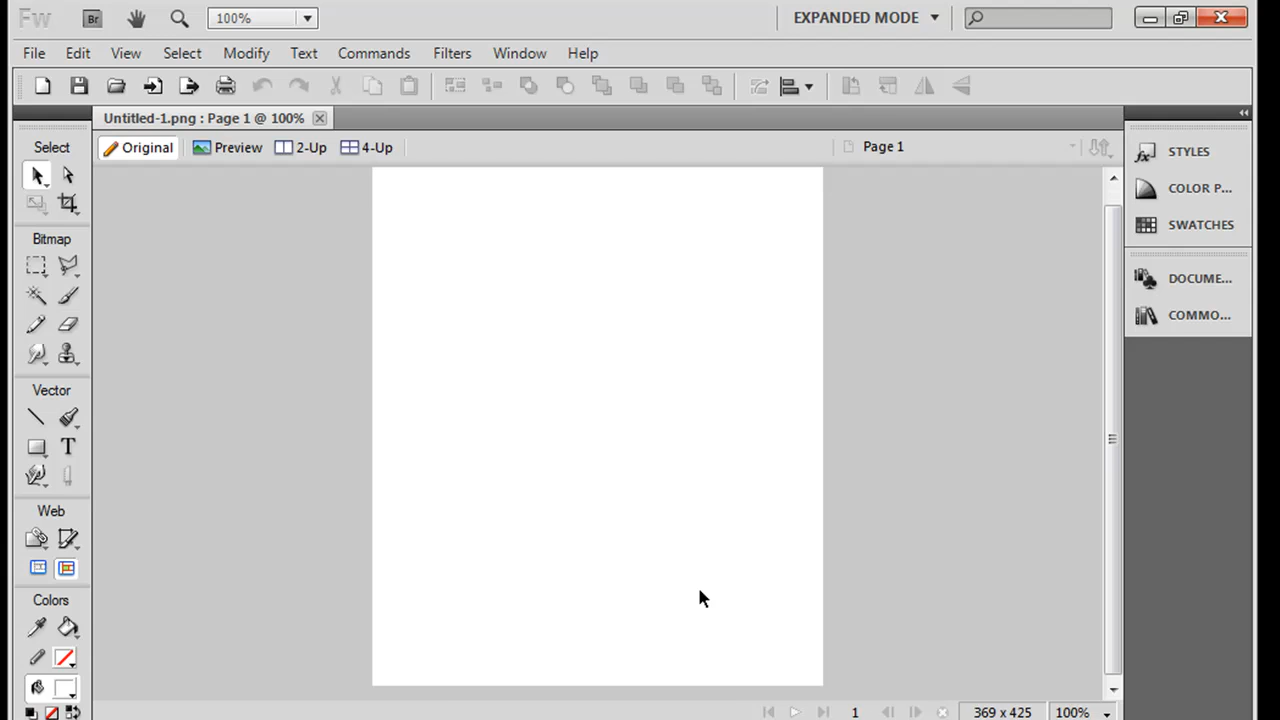 Fw Br 100% EXPANDED MODE
File Edit View Select Modify Text Commands Filters Window Help
Untitled-1.png : Page 1 @ 100%
Original Preview 2-Up 4-Up Page 1
Select
Bitmap
Vector
T
Web
Colors
STYLES
COLOR P...
SWATCHES
DOCUME...
COMMO...
1 369 x 425 100%